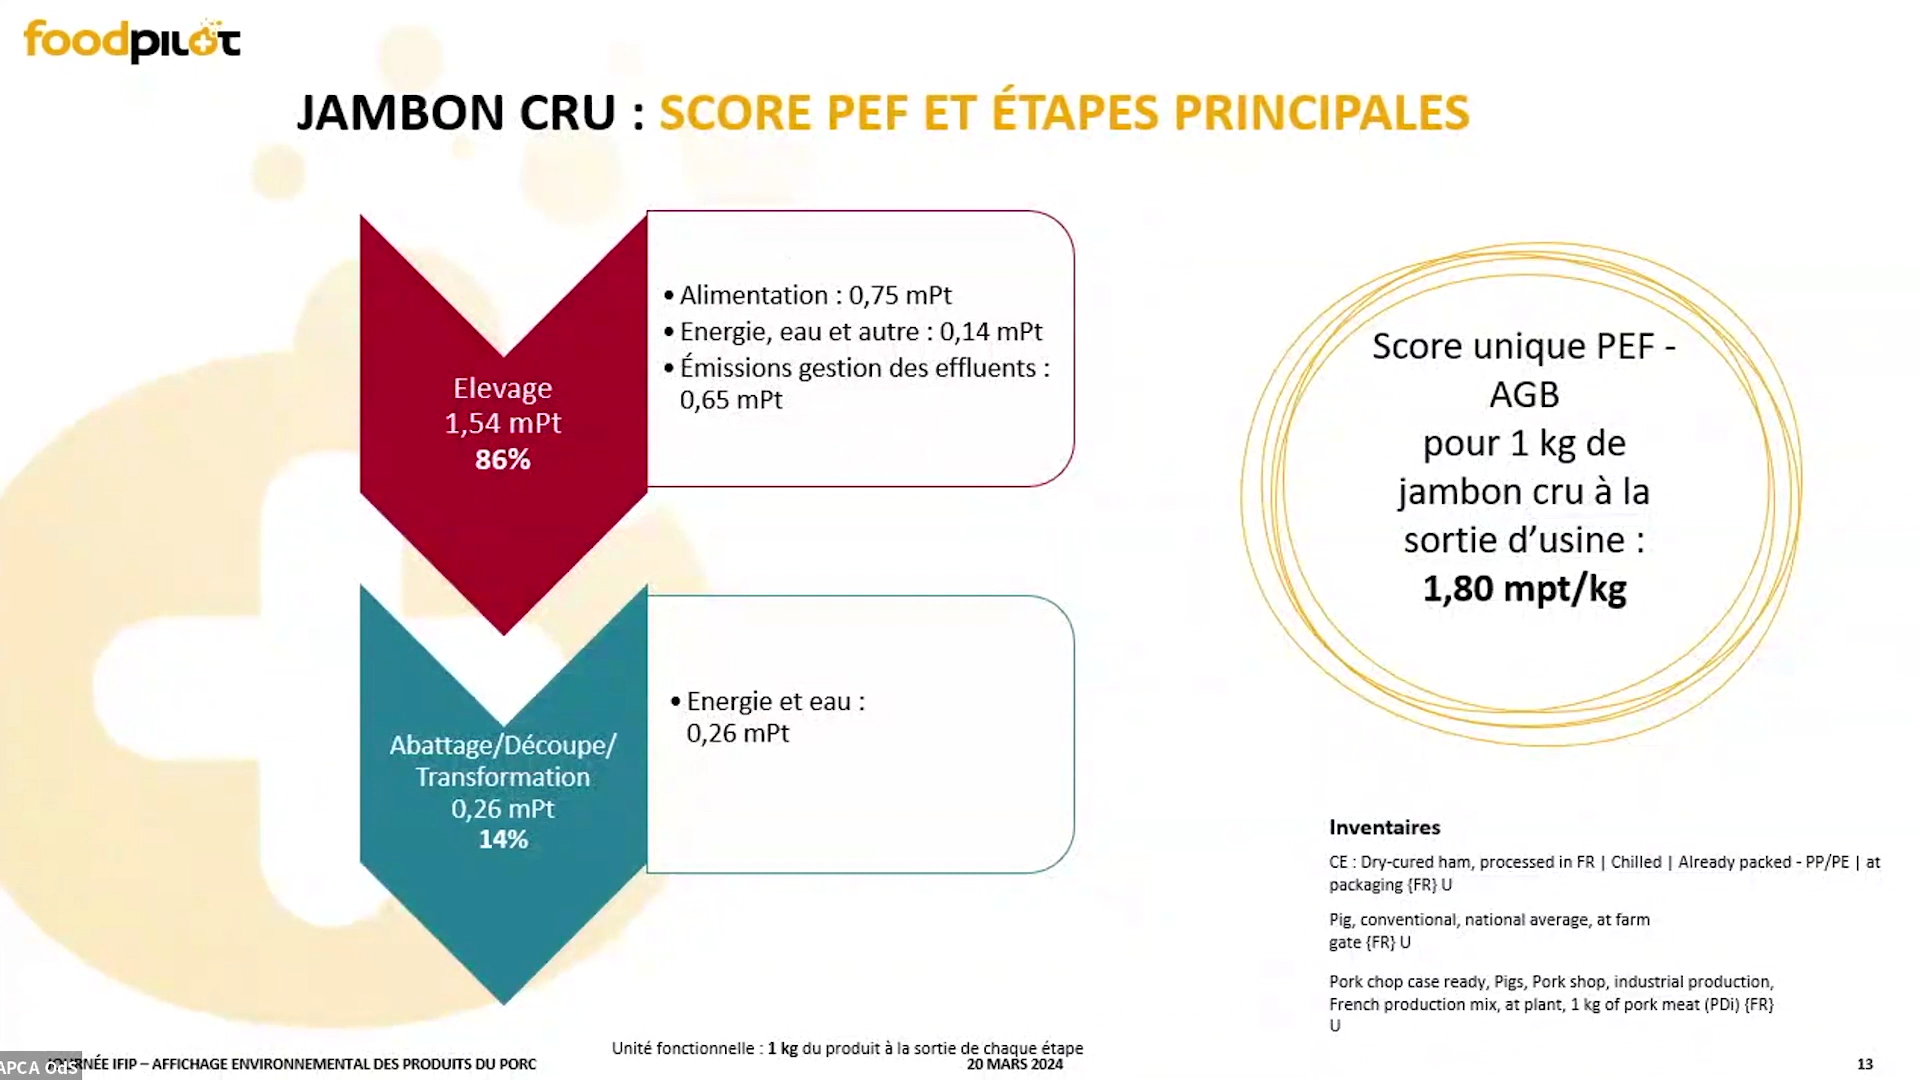 foodpilot
JAMBON CRU : SCORE PEF ET ÉTAPES PRINCIPALES
Elevage
1,54 mPt
86%
• Alimentation : 0,75 mPt
• Energie, eau et autre : 0,14 mPt
• Émissions gestion des effluents :
0,65 mPt
Abattage/Découpe/
Transformation
0,26 mPt
14%
• Energie et eau :
0,26 mPt
Score unique PEF -
AGB
pour 1 kg de
jambon cru à la
sortie d’usine :
1,80 mpt/kg
Inventaires
CE : Dry-cured ham, processed in FR | Chilled | Already packed - PP/PE | at
packaging {FR} U
Pig, conventional, national average, at farm
gate {FR} U
Pork chop case ready, Pigs, Pork shop, industrial production,
French production mix, at plant, 1 kg of pork meat (PDi) {FR}
U
Unité fonctionnelle : 1 kg du produit à la sortie de chaque étape
APCA OdS
JOURNÉE IFIP – AFFICHAGE ENVIRONNEMENTAL DES PRODUITS DU PORC
20 MARS 2024
13